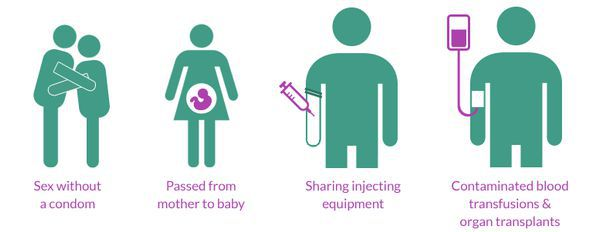 Sex without
a condom
Passed from
mother to baby
Sharing injecting
equipment
Contaminated blood
transfusions &
organ transplants